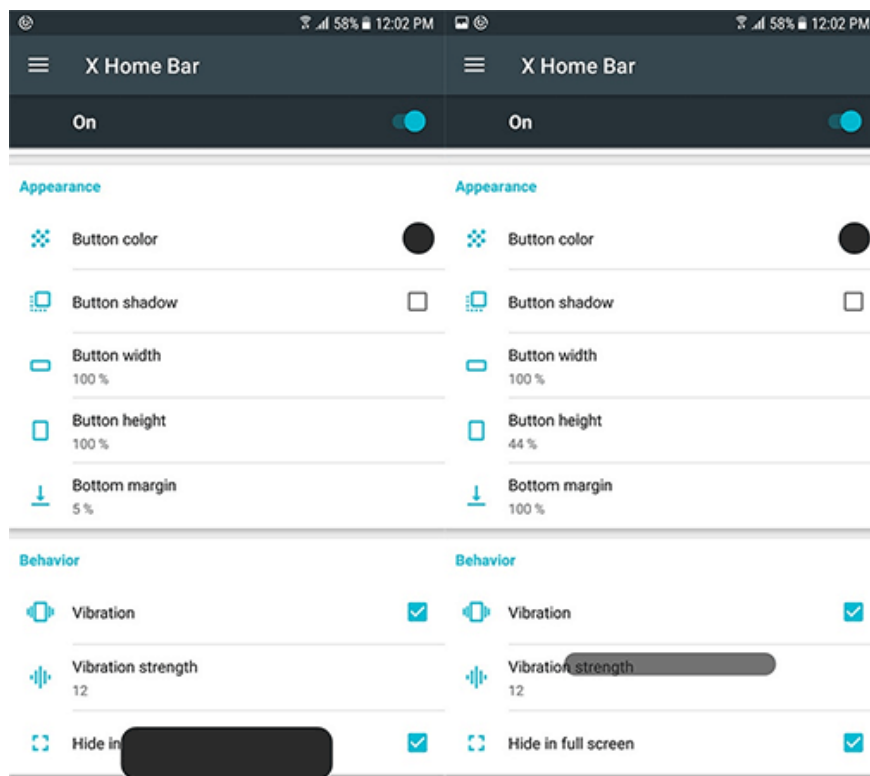 58% 12:02 PM
X Home Bar
On
Appearance
Button color
Button shadow
Button width
100 %
Button height
100 %
Bottom margin
5 %
Behavior
Vibration
Vibration strength
12
Hide in
58% 12:02 PM
X Home Bar
On
Appearance
Button color
Button shadow
Button width
100 %
Button height
44 %
Bottom margin
100 %
Behavior
Vibration
Vibration strength
12
Hide in full screen